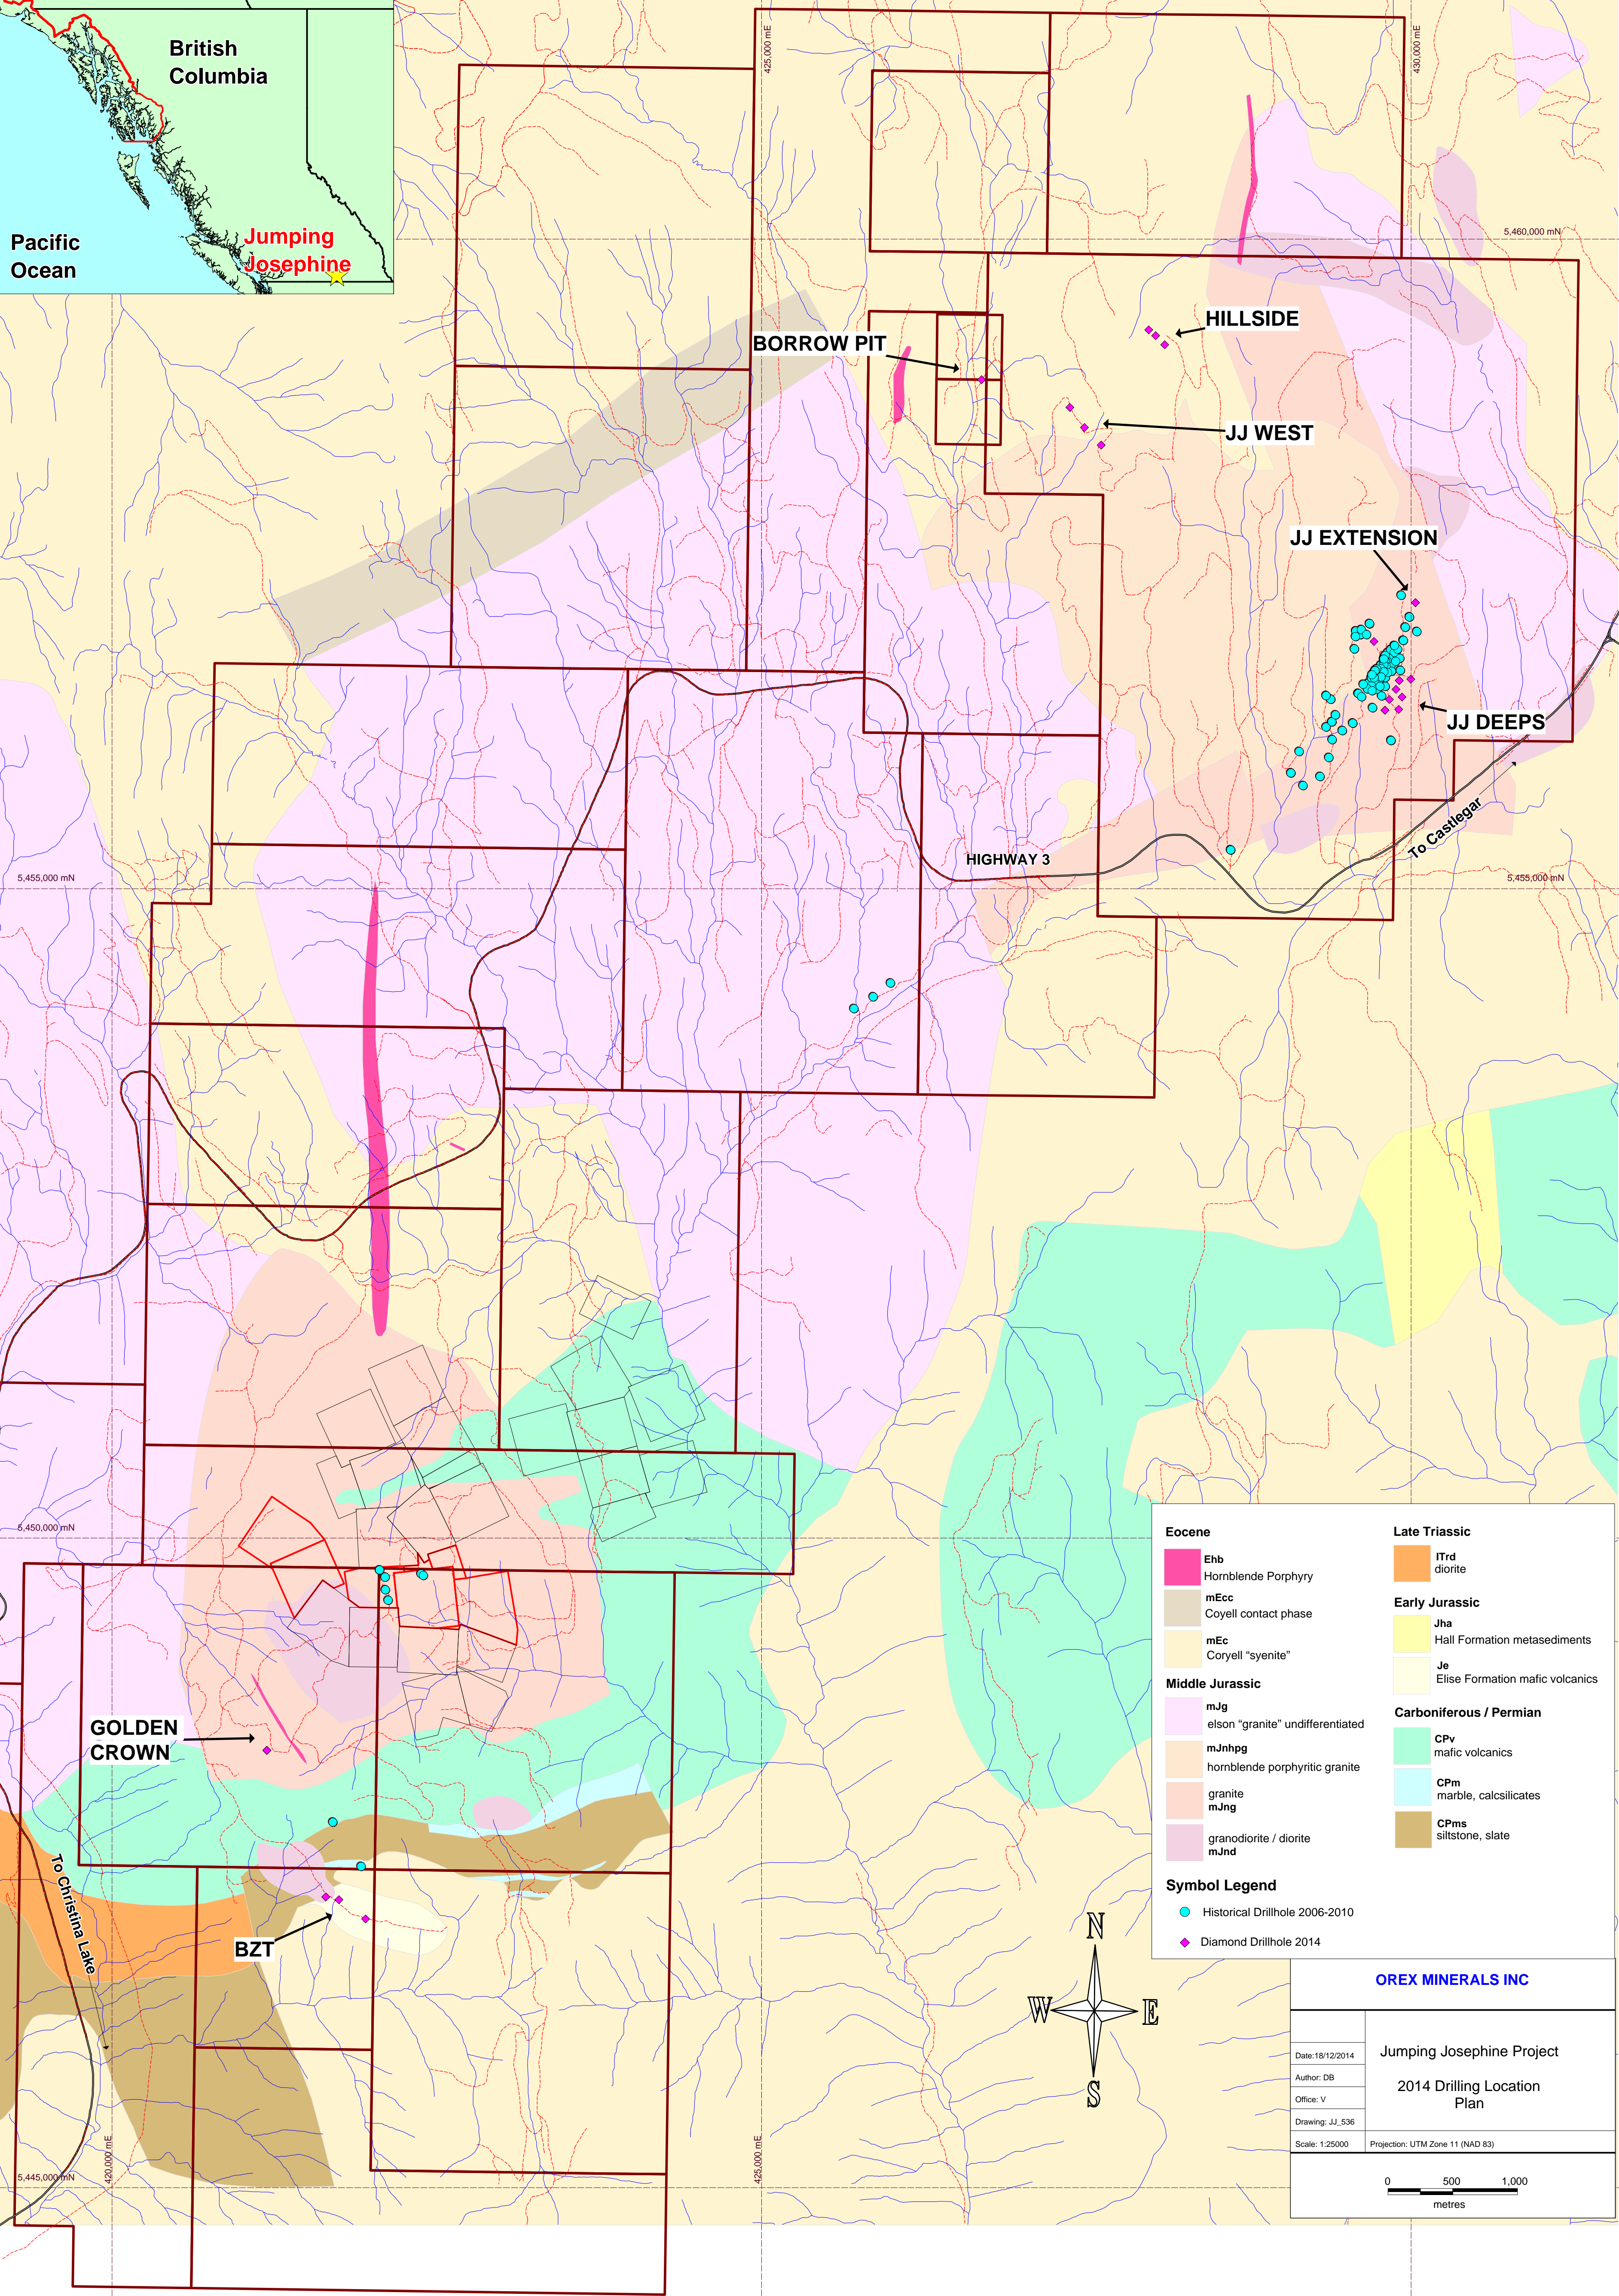 British
Columbia
Pacific
Ocean
Jumping
Josephine
425,000 mE
430,000 mE
5,460,000 mN
HILLSIDE
BORROW PIT
JJ WEST
JJ EXTENSION
JJ DEEPS
To Castlegar
HIGHWAY 3
5,455,000 mN
5,455,000 mN
5,450,000 mN
GOLDEN
CROWN
To Christina Lake
BZT
5,445,000 mN
420,000 mE
425,000 mE
N
W
E
S
Eocene
Ehb
Hornblende Porphyry
mEcc
Coyell contact phase
mEc
Coryell “syenite”
Middle Jurassic
mJg
elson “granite” undifferentiated
mJnhpg
hornblende porphyritic granite
granite
mJng
granodiorite / diorite
mJnd
Late Triassic
lTrd
diorite
Early Jurassic
Jha
Hall Formation metasediments
Je
Elise Formation mafic volcanics
Carboniferous / Permian
CPv
mafic volcanics
CPm
marble, calcsilicates
CPms
siltstone, slate
Symbol Legend
Historical Drillhole 2006-2010
Diamond Drillhole 2014
OREX MINERALS INC
Date:18/12/2014
Author: DB
Office: V
Drawing: JJ_536
Scale: 1:25000
Jumping Josephine Project
2014 Drilling Location
Plan
Projection: UTM Zone 11 (NAD 83)
0 500 1,000
metres